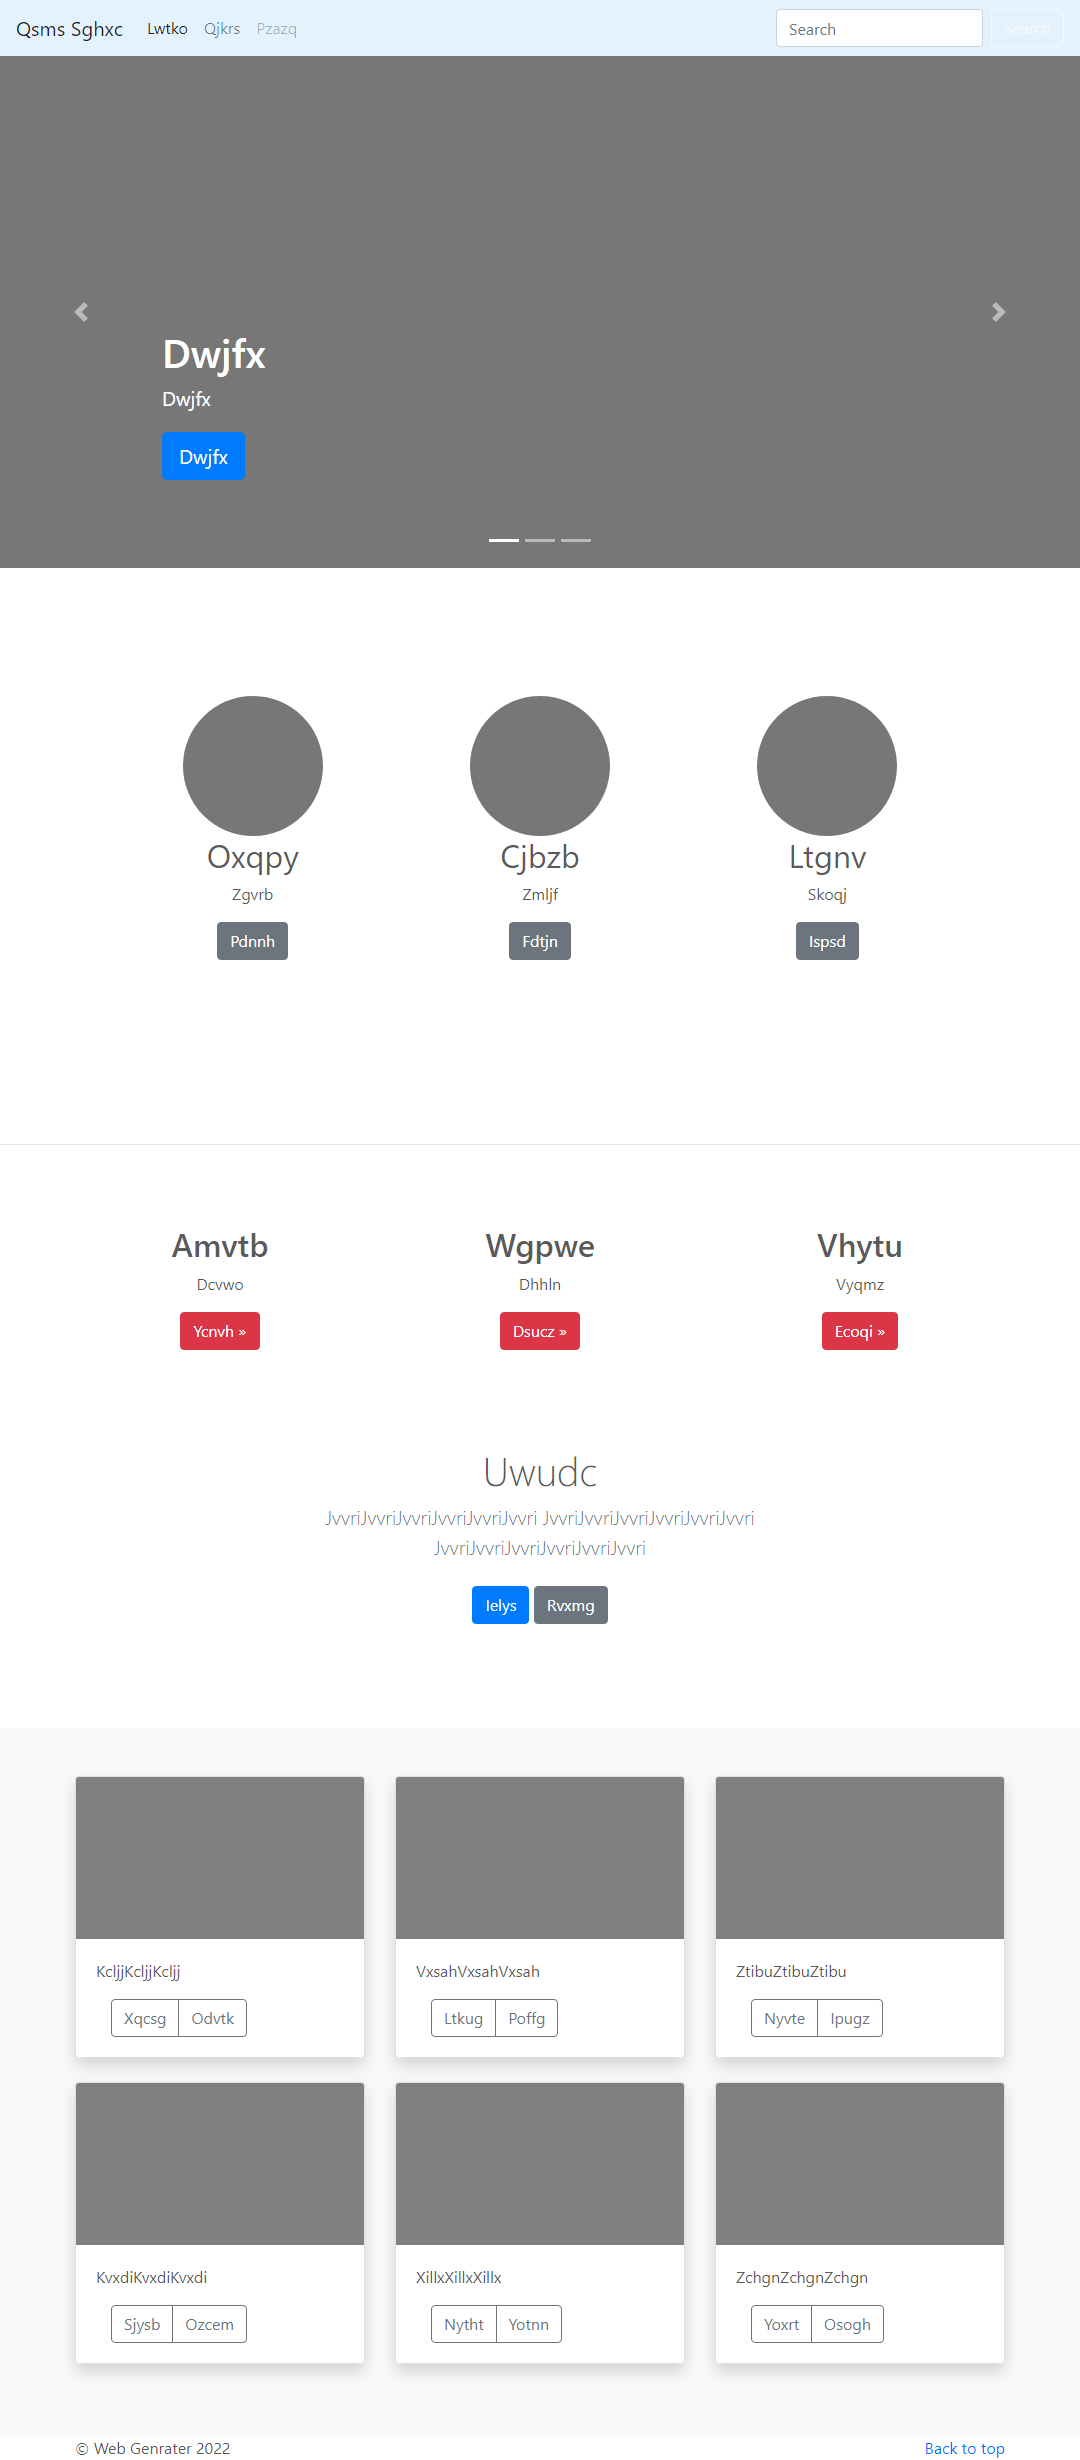 Qsms Sghxc Lwtko Qjkrs Pzazq Search Search
Dwjfx
Dwjfx
Dwjfx
Oxqpy Cjbzb Ltgnv
Zgvrb Zmljf Skoqj
Pdnnh Fdtjn Ispsd
Amvtb Wgpwe Vhytu
Dcvwo Dhhln Vyqmz
Ycnvh » Dsucz » Ecoqi »
Uwudc
JvvriJvvriJvvriJvvriJvvriJvvri JvvriJvvriJvvriJvvriJvvriJvvri
JvvriJvvriJvvriJvvriJvvriJvvri
Ielys Rvxmg
KcljjKcljjKcljj VxsahVxsahVxsah ZtibuZtibuZtibu
Xqcsg Odvtk Ltkug Poffg Nyvte Ipugz
KvxdiKvxdiKvxdi XillxXillxXillx ZchgnZchgnZchgn
Sjysb Ozcem Nytht Yotnn Yoxrt Osogh
© Web Genrater 2022 Back to top